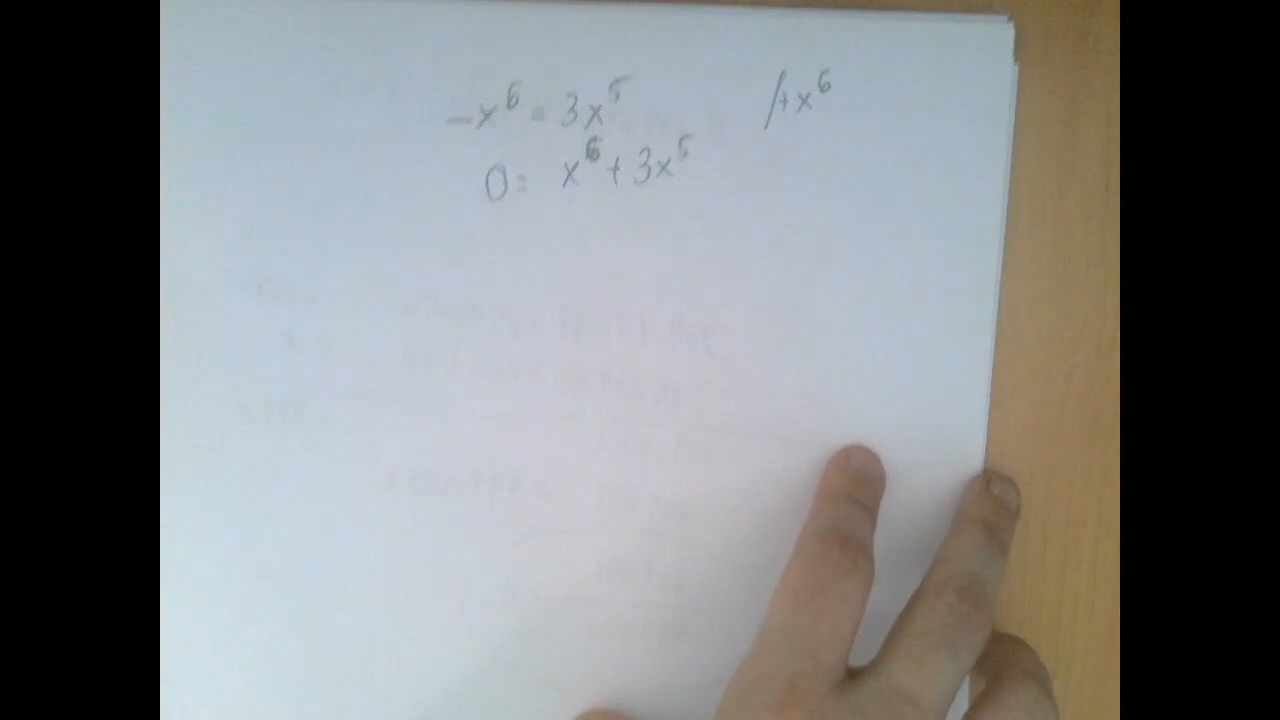 -x⁶ = 3x⁵ /+x⁶
0 = x⁶ + 3x⁵